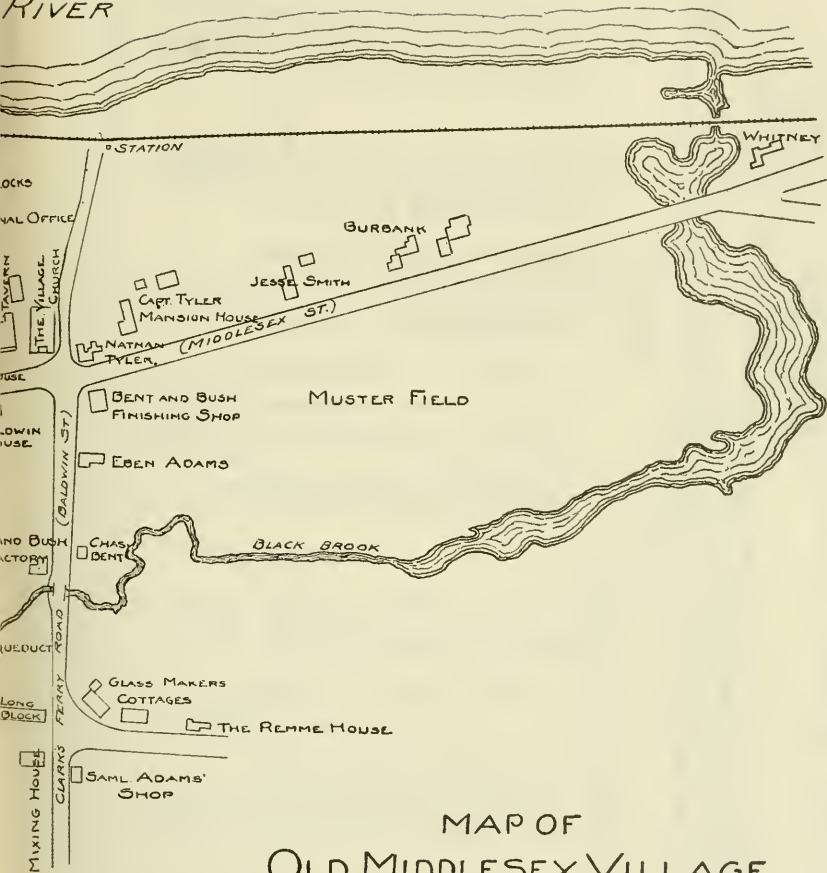 RIVER
STATION
WHITNEY
OCKS
NAL OFFICE
BURBANK
TAVERN
THE VILLAGE
CHURCH
JESSE SMITH
CAPT. TYLER
MANSION HOUSE
(MIDDLESEX ST.)
NATHAN
TYLER.
USE
BENT AND BUSH
FINISHING SHOP
MUSTER FIELD
LDWIN
USE
(BALDWIN ST)
EBEN ADAMS
AND BUSH
ACTORY
CHAS
BENT
BLACK BROOK
QUEDUCT
CLARK'S FERRY ROAD
GLASS MAKERS
COTTAGES
LONG
BLOCK
THE REMME HOUSE
MIXING HOUSE
SAML. ADAMS'
SHOP
MAP OF
OLD MIDDLESEX VILLAGE